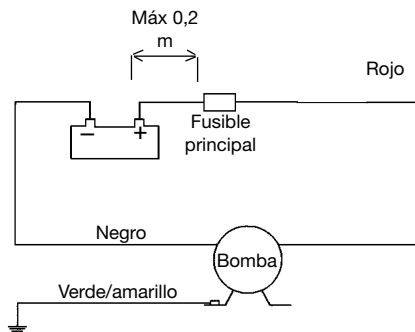 Máx 0,2
m
Rojo
− +
Fusible
principal
Negro
Bomba
Verde/amarillo